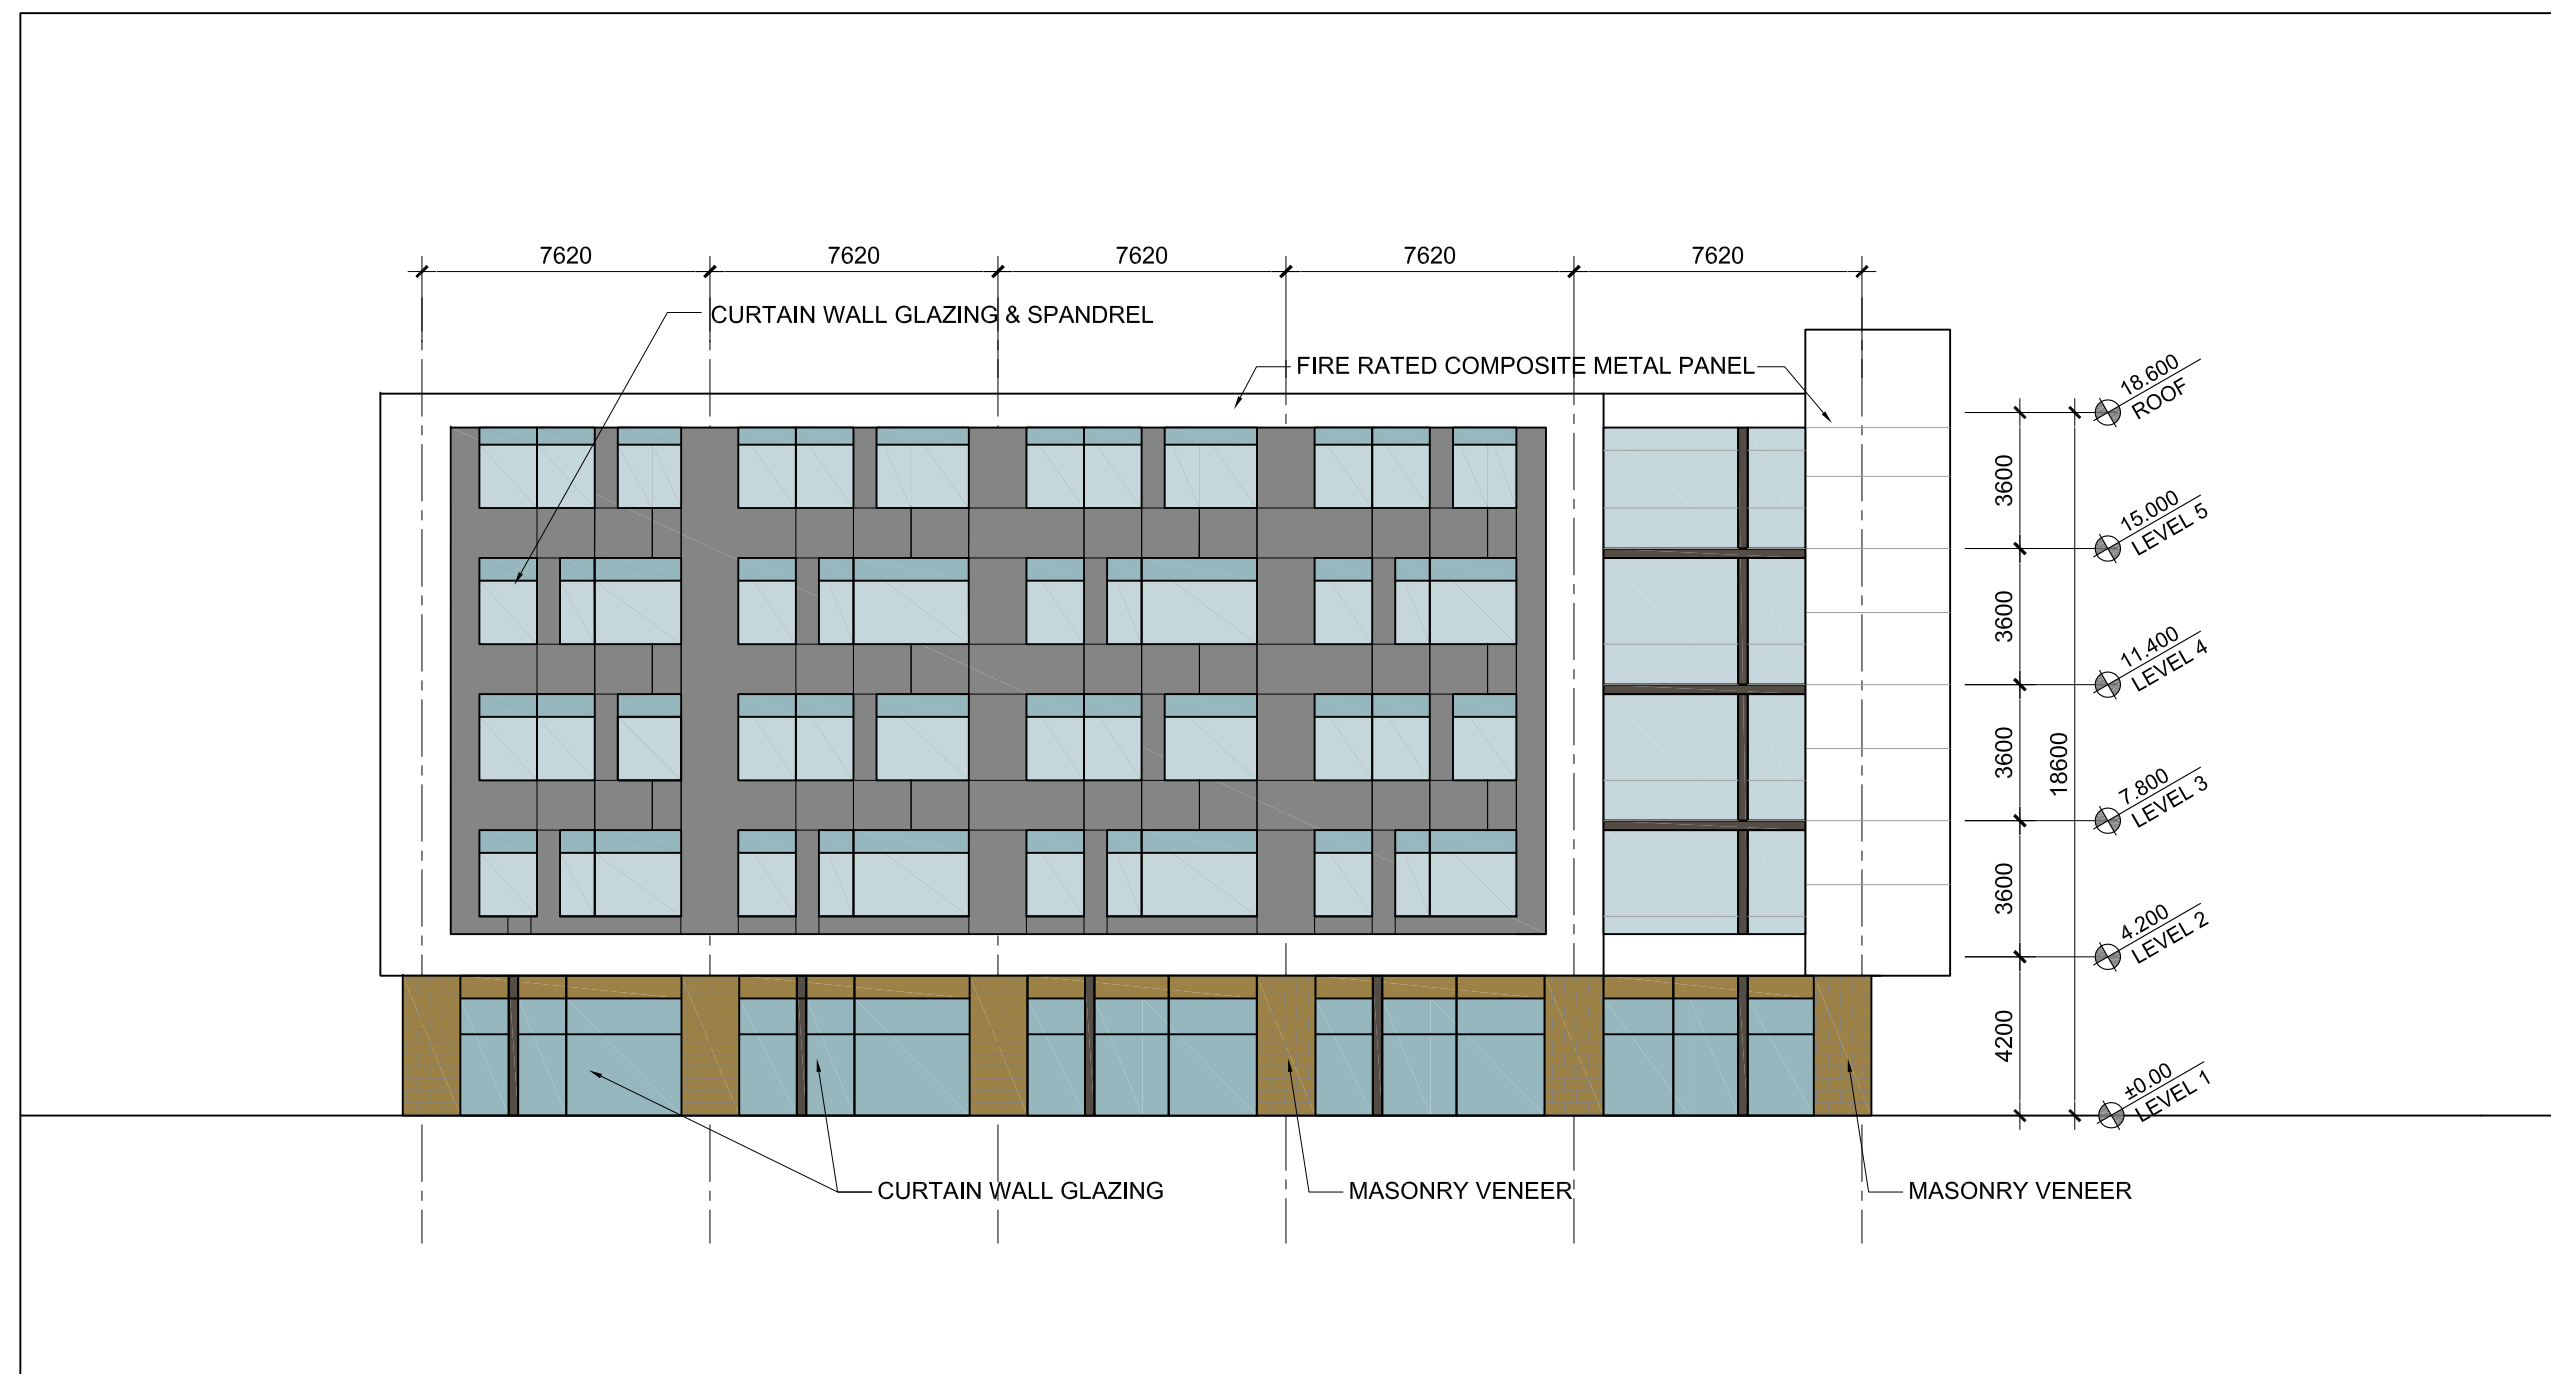 7620
7620
7620
7620
7620
CURTAIN WALL GLAZING & SPANDREL
FIRE RATED COMPOSITE METAL PANEL
18.600
ROOF
3600
15.000
LEVEL 5
3600
11.400
LEVEL 4
3600
18600
7.800
LEVEL 3
3600
4.200
LEVEL 2
4200
±0.00
LEVEL 1
CURTAIN WALL GLAZING
MASONRY VENEER
MASONRY VENEER